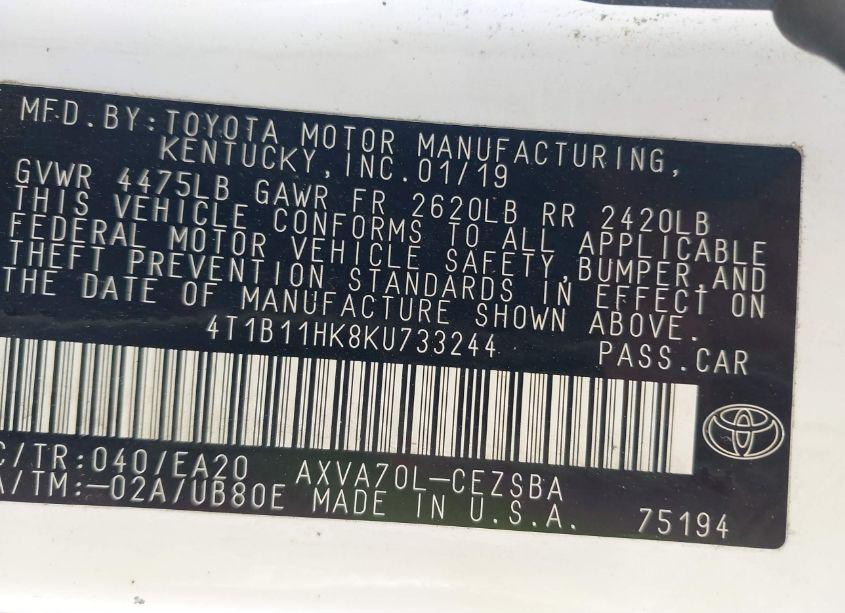 MFD.BY:TOYOTA MOTOR MANUFACTURING,
KENTUCKY,INC.01/19
GVWR 4475LB GAWR FR 2620LB RR 2420LB
THIS VEHICLE CONFORMS TO ALL APPLICABLE
FEDERAL MOTOR VEHICLE SAFETY,BUMPER,AND
THEFT PREVENTION STANDARDS IN EFFECT ON
THE DATE OF MANUFACTURE SHOWN ABOVE.
4T1B11HK8KU733244 PASS.CAR
C/TR:040/EA20 AXVA70L-CEZSBA
A/TM:-02A/UB80E MADE IN U.S.A. 75194